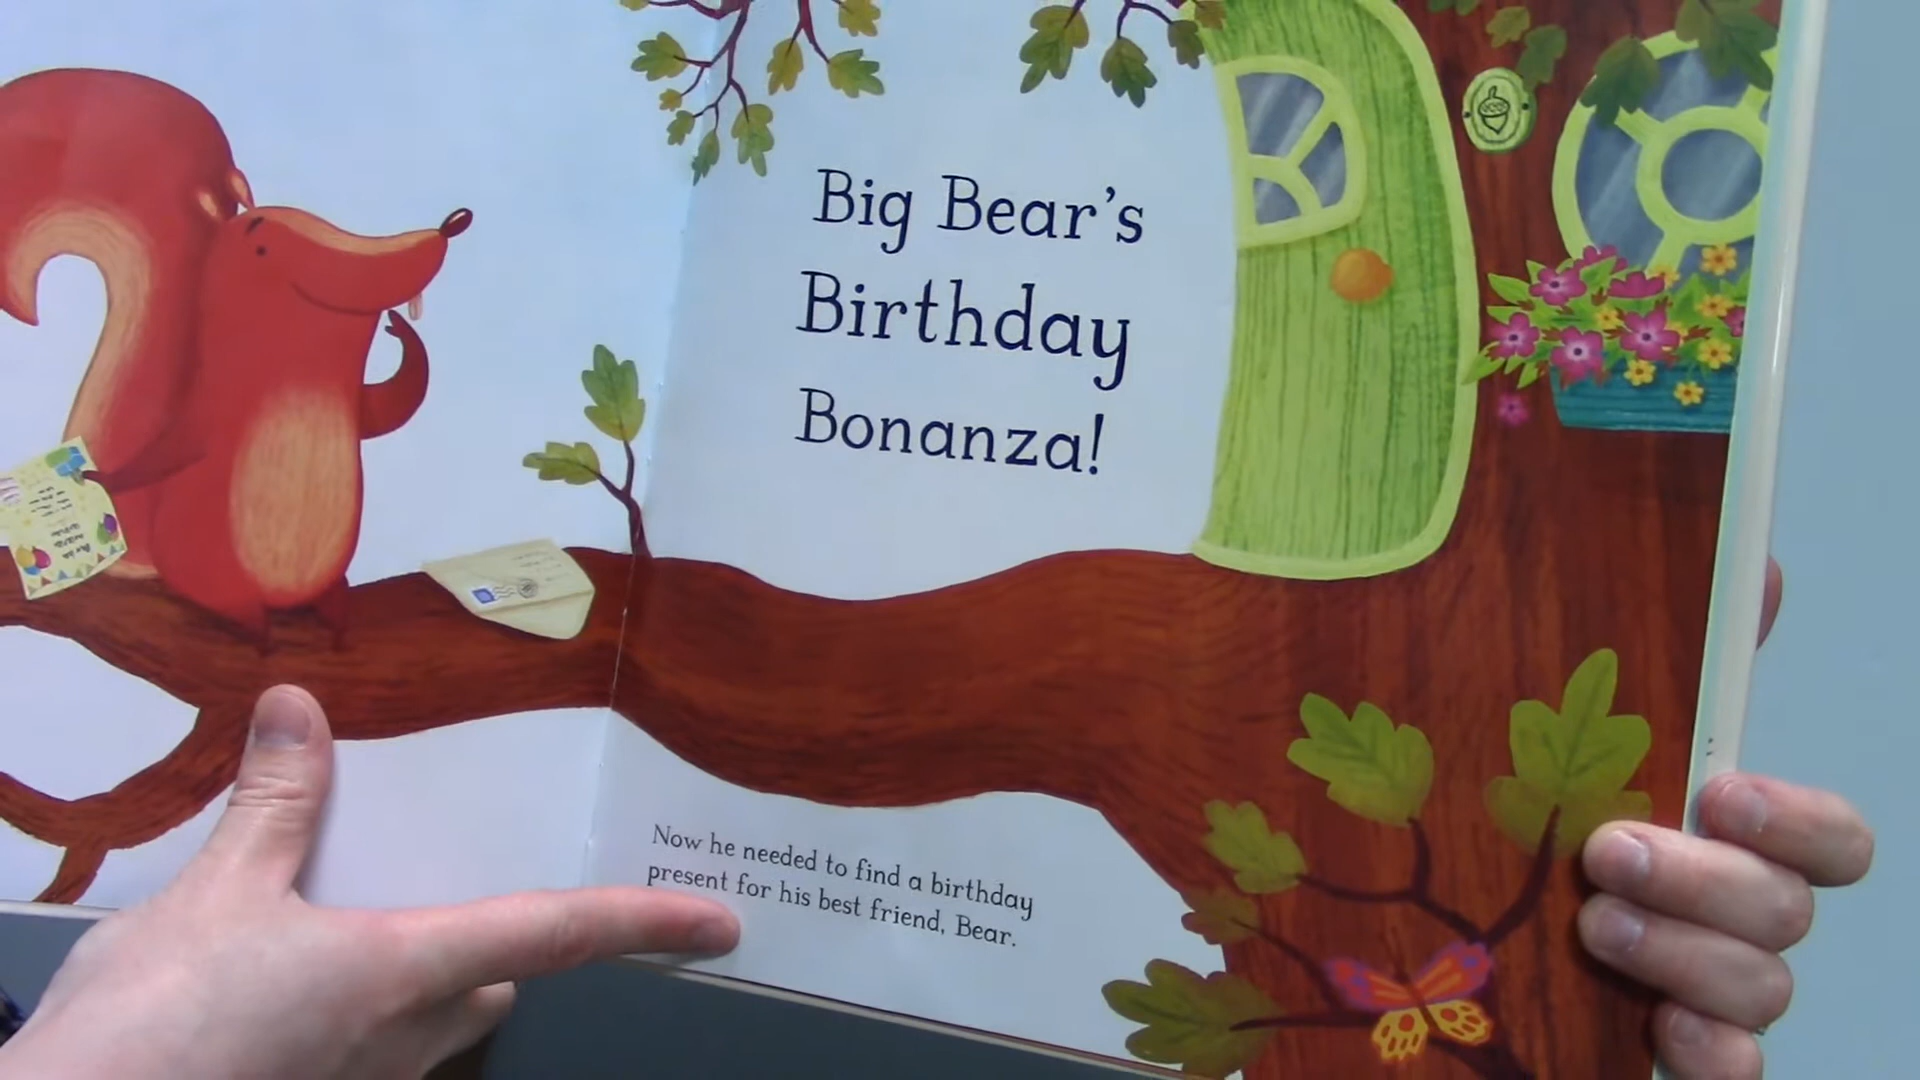 Big Bear's
Birthday
Bonanza!
Now he needed to find a birthday
present for his best friend, Bear.